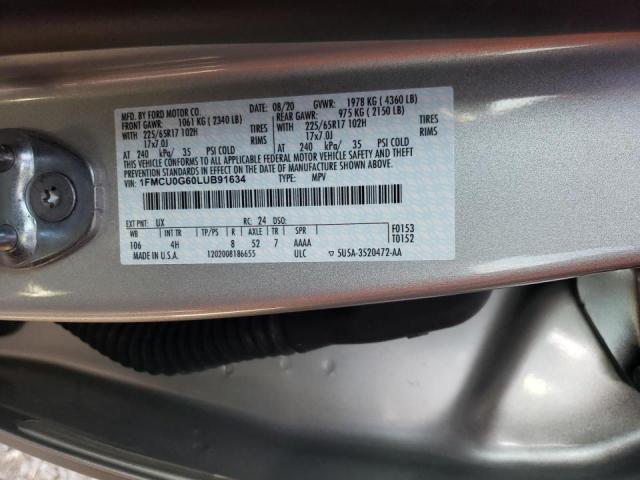 MFD. BY FORD MOTOR CO. DATE: 08/20 GVWR: 1978 KG ( 4360 LB)
FRONT GAWR: 1061 KG ( 2340 LB) REAR GAWR: 975 KG ( 2150 LB)
WITH TIRES WITH TIRES
225/65R17 102H RIMS 225/65R17 102H RIMS
17x7.0J 17x7.0J
AT 240 kPa/ 35 PSI COLD AT 240 kPa/ 35 PSI COLD
THIS VEHICLE CONFORMS TO ALL APPLICABLE FEDERAL MOTOR VEHICLE SAFETY AND THEFT
PREVENTION STANDARDS IN EFFECT ON THE DATE OF MANUFACTURE SHOWN ABOVE.
VIN: 1FMCU0G60LUB91634 TYPE: MPV
EXT PNT: UX RC: 24 DSO:
WB INT TR TP/PS R AXLE TR SPR F0153
106 4H 8 52 7 AAAA T0152
MADE IN U.S.A. 1202008186655 ULC ▽ 5U5A-3520472-AA